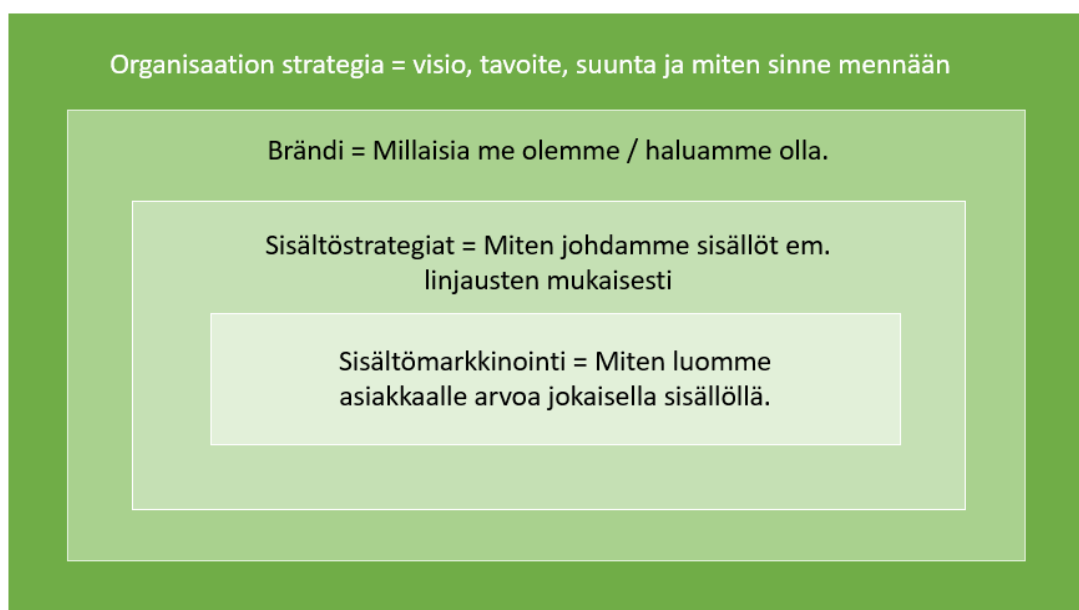 Organisaation strategia = visio, tavoite, suunta ja miten sinne mennään
Brändi = Millaisia me olemme / haluamme olla.
Sisältöstrategiat = Miten johdamme sisällöt em.
linjausten mukaisesti
Sisältömarkkinointi = Miten luomme
asiakkaalle arvoa jokaisella sisällöllä.